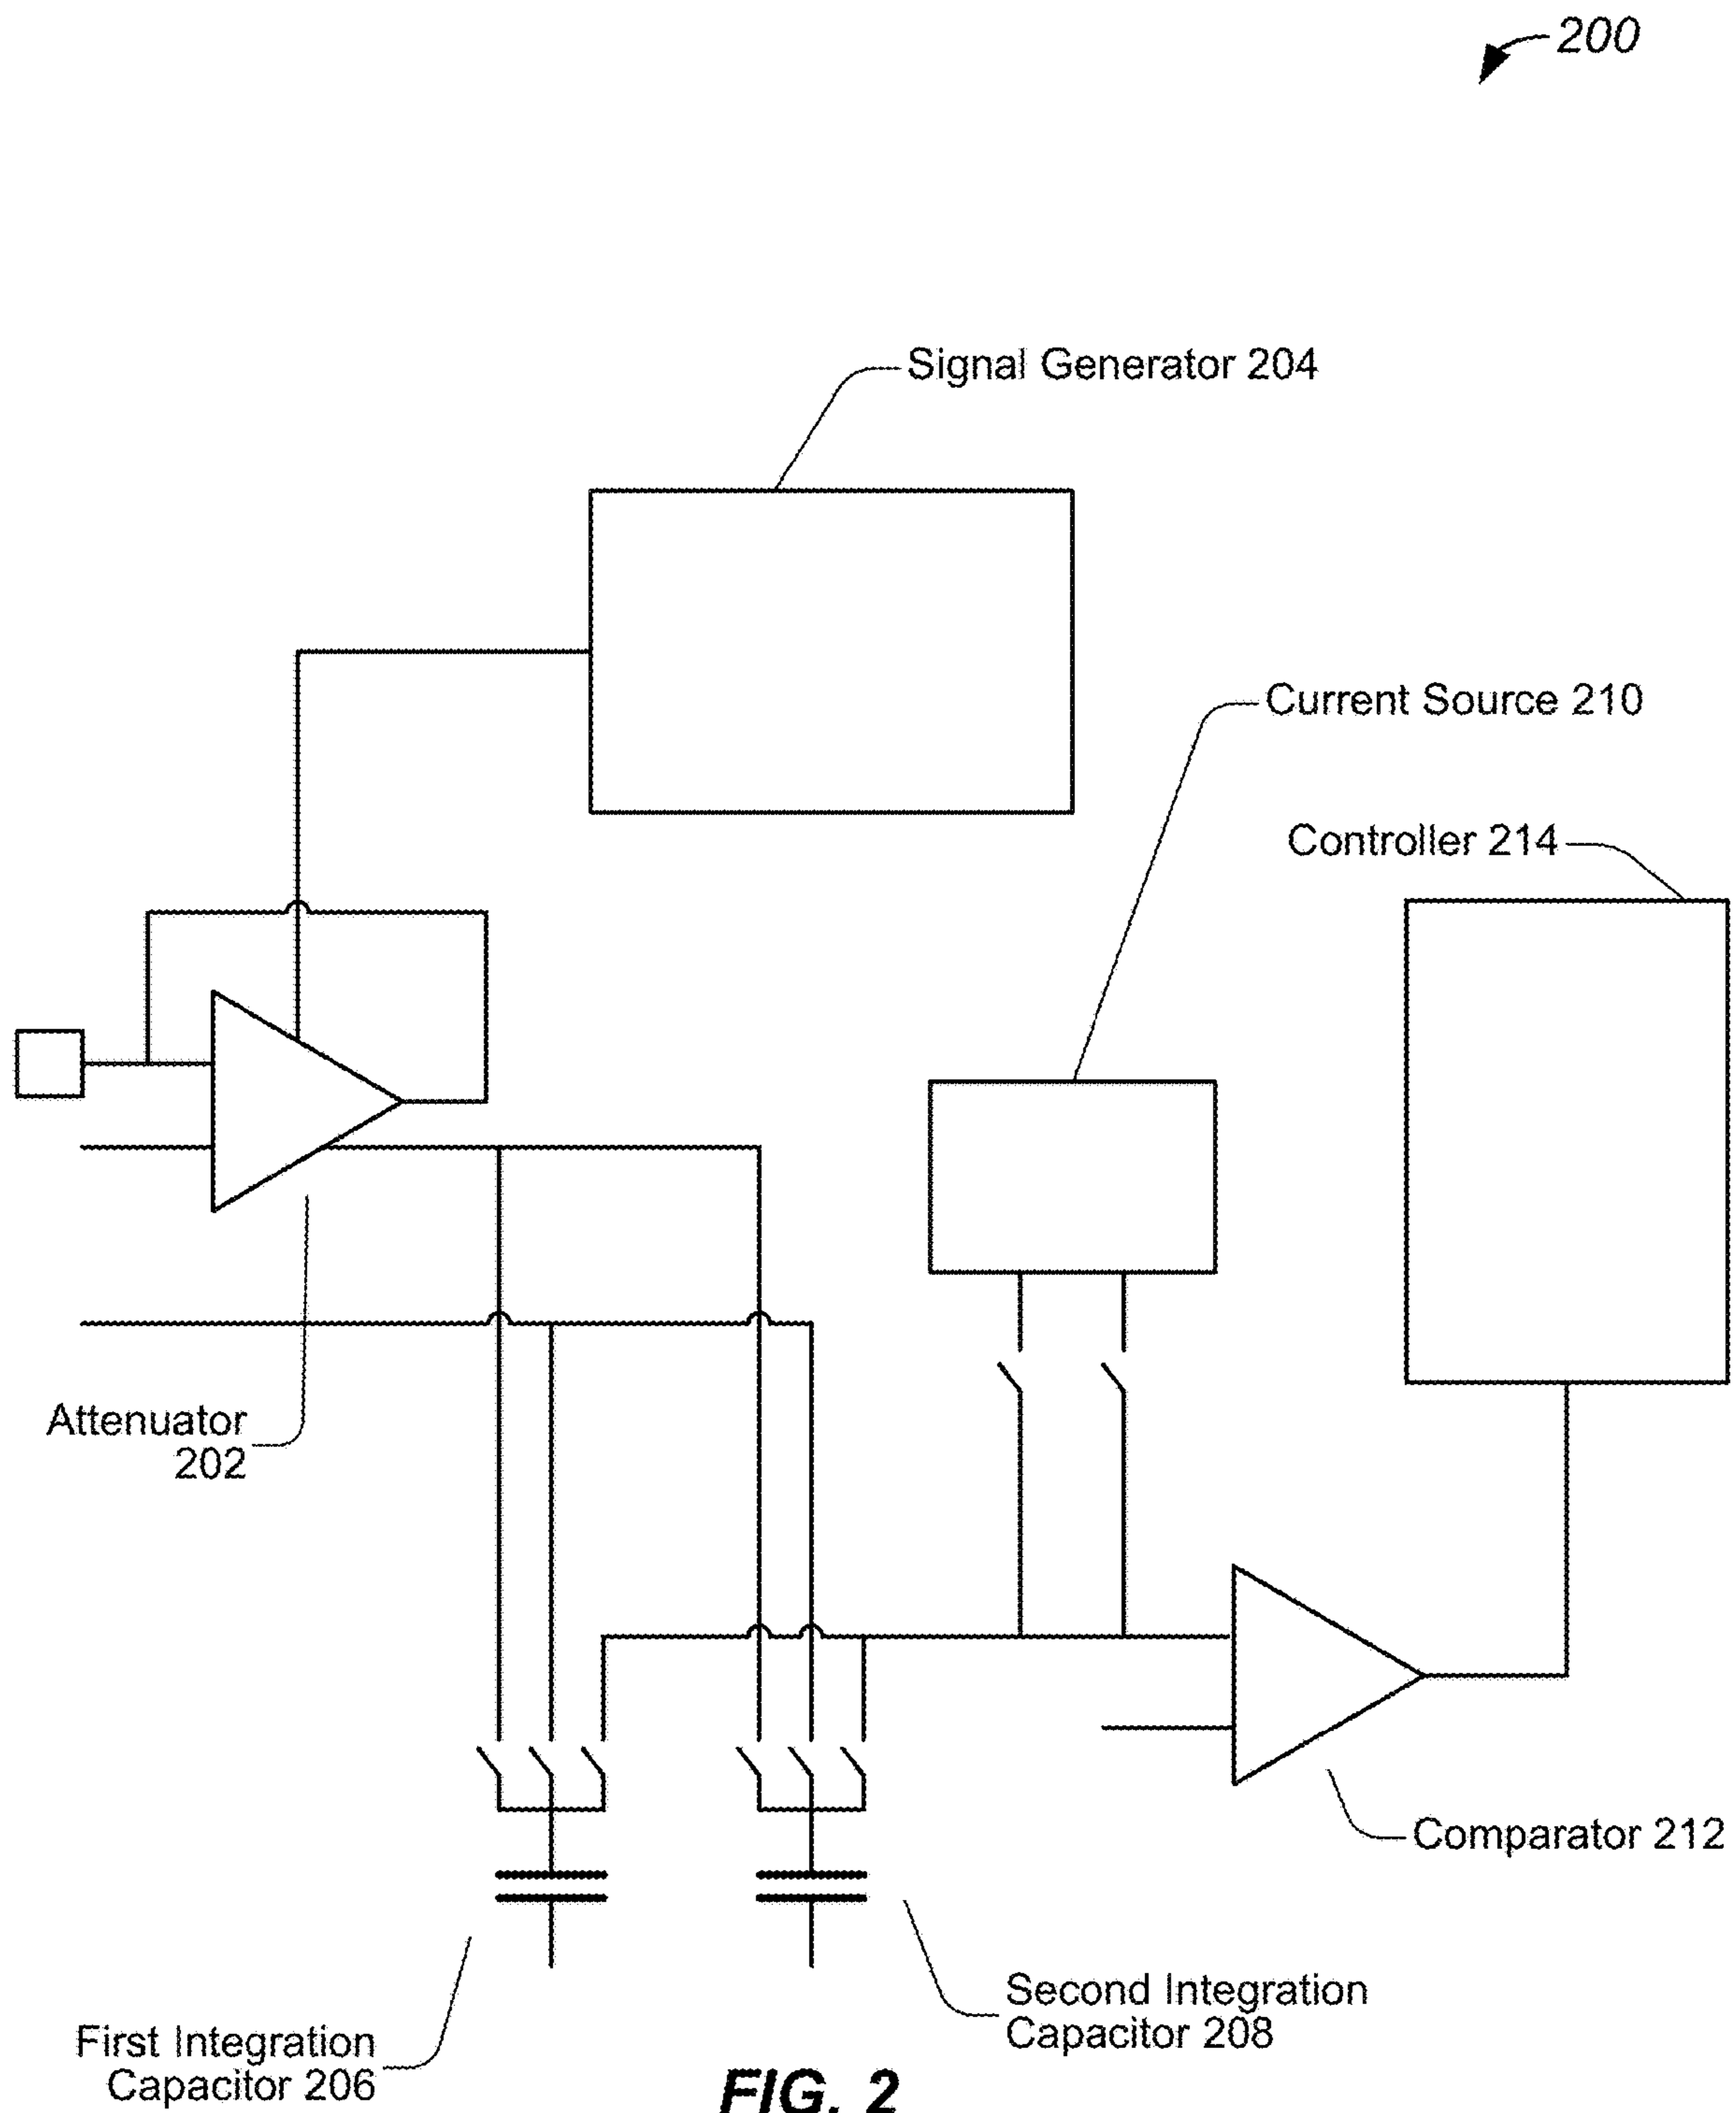 200
Signal Generator 204
Current Source 210
Controller 214
Attenuator
202
Comparator 212
Second Integration
Capacitor 208
First Integration
Capacitor 206
FIG. 2